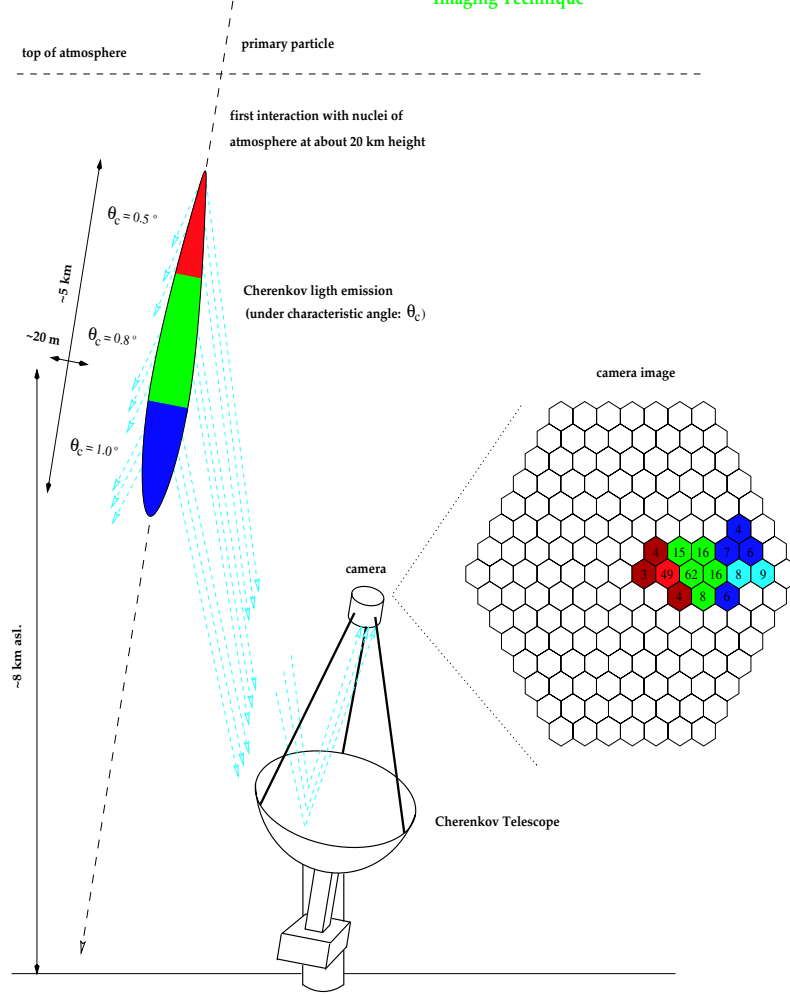 Imaging Technique
primary particle
top of atmosphere
first interaction with nuclei of
atmosphere at about 20 km height
θc = 0.5 °
~5 km
Cherenkov ligth emission
(under characteristic angle: θc)
~20 m
θc = 0.8 °
θc = 1.0 °
~8 km asl.
camera image
camera
4
4 15 16 7 6
3 49 62 16 8 9
4 8 6
Cherenkov Telescope